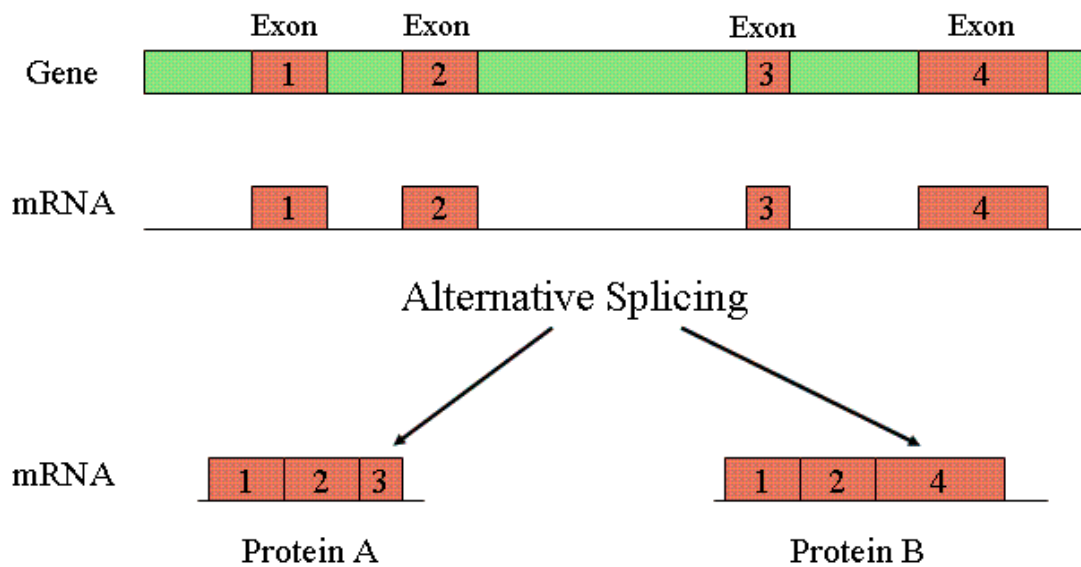 Exon Exon Exon Exon
Gene 1 2 3 4
mRNA 1 2 3 4
Alternative Splicing
mRNA 1 2 3 1 2 4
Protein A Protein B